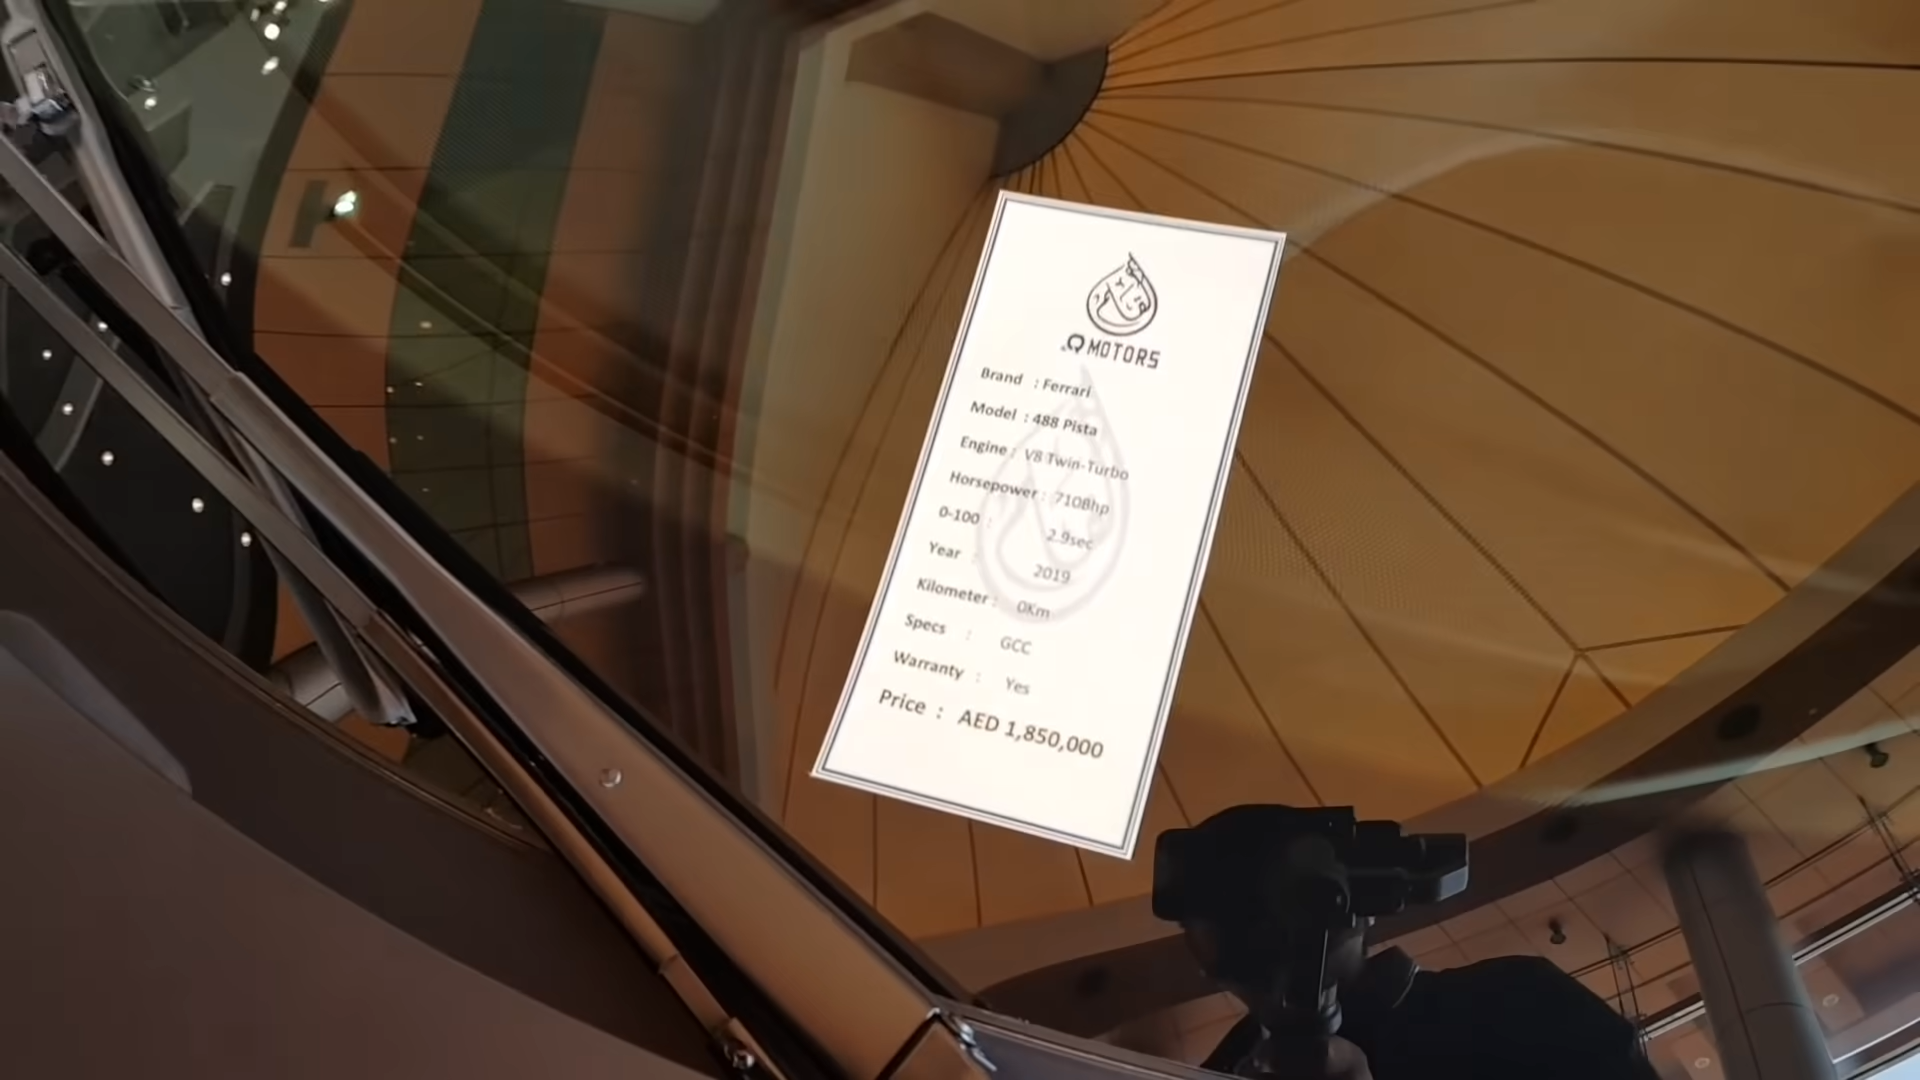 .Q MOTORS
Brand : Ferrari
Model : 488 Pista
Engine : V8 Twin-Turbo
Horsepower : 710Bhp
0-100 : 2.9sec
Year : 2019
Kilometer : 0Km
Specs : GCC
Warranty : Yes
Price : AED 1,850,000